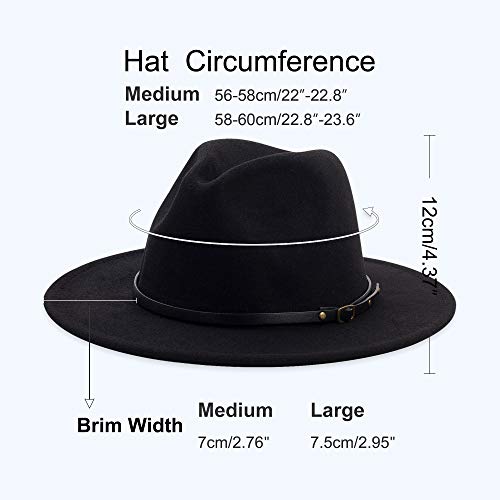 Hat Circumference
Medium 56-58cm/22"-22.8"
Large 58-60cm/22.8"-23.6"
12cm/4.37"
Brim Width
Medium Large
7cm/2.76" 7.5cm/2.95"